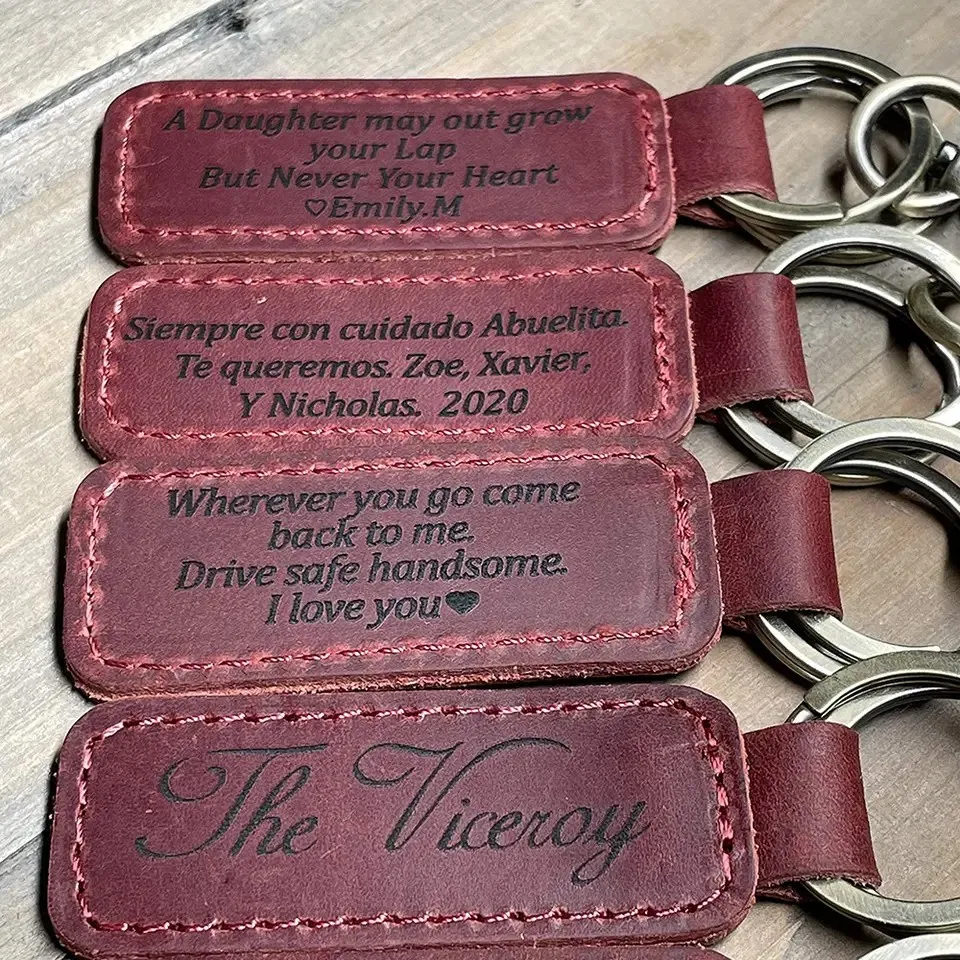 A Daughter may out grow
your Lap
But Never Your Heart
♡Emily.M
Siempre con cuidado Abuelita.
Te queremos. Zoe, Xavier,
Y Nicholas. 2020
Wherever you go come
back to me.
Drive safe handsome.
I love you♥
The Viceroy